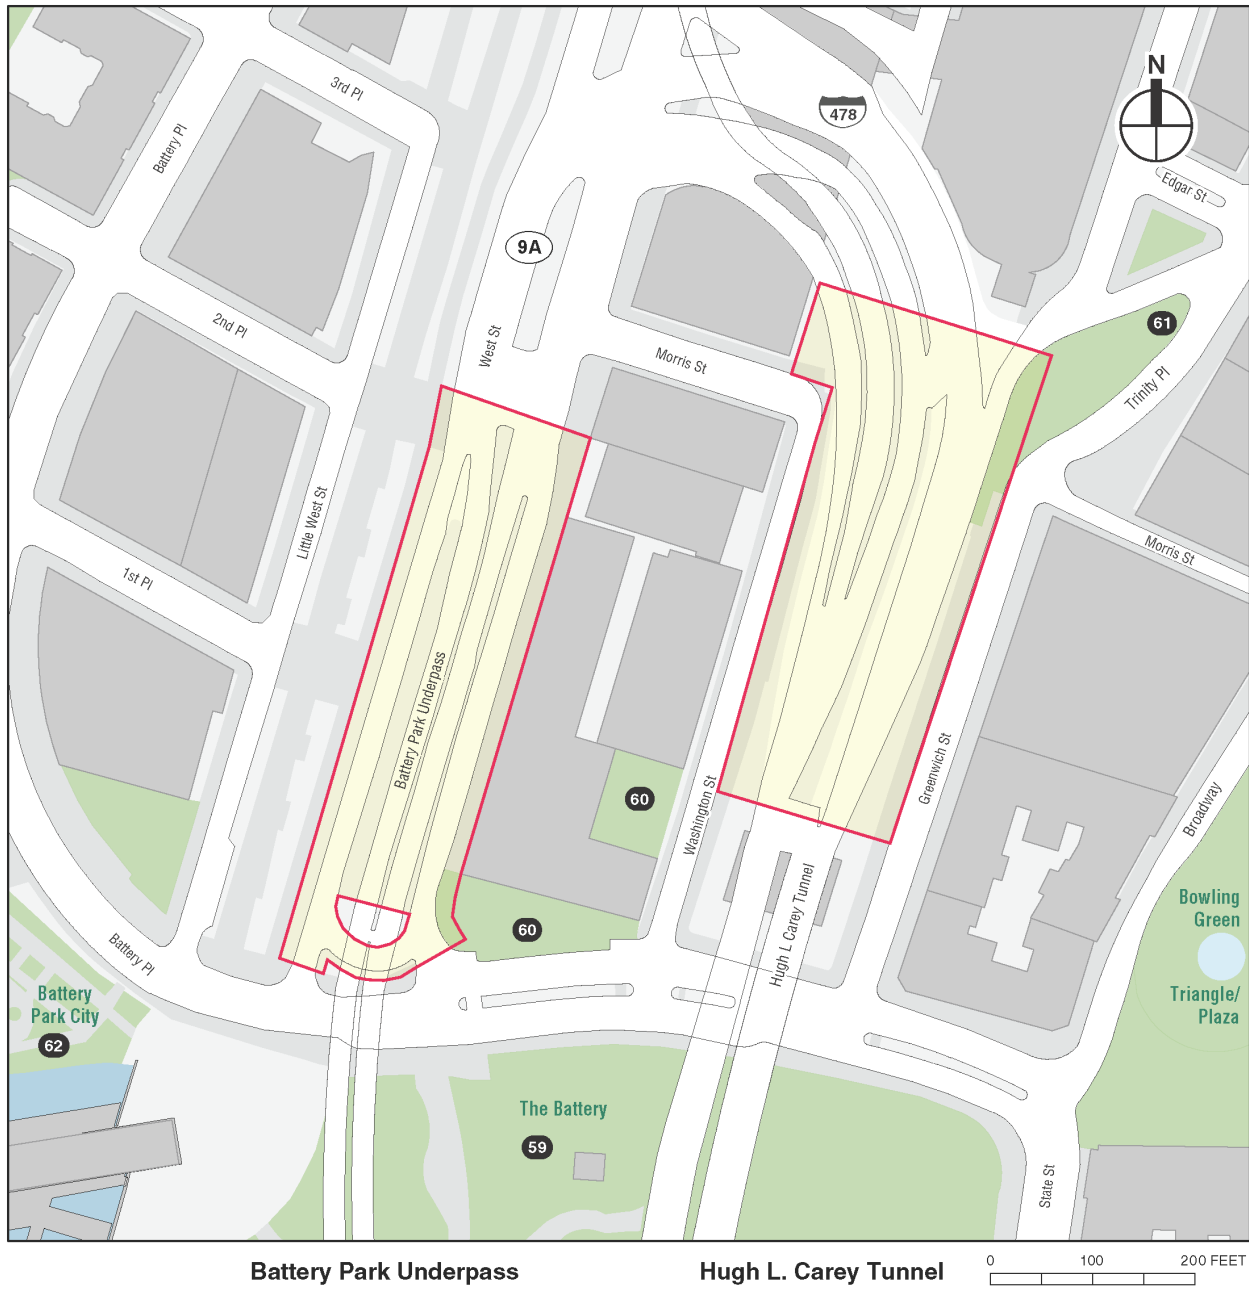 3rd Pl
478
N
Battery Pl
Edgar St
9A
61
2nd Pl
West St
Morris St
Trinity Pl
Little West St
Morris St
1st Pl
Battery Park Underpass
Greenwich St
60
Washington St
Broadway
Hugh L Carey Tunnel
Bowling
Green
60
Battery Pl
Battery
Park City
62
Triangle/
Plaza
The Battery
59
State St
Battery Park Underpass
Hugh L. Carey Tunnel
0 100 200 FEET